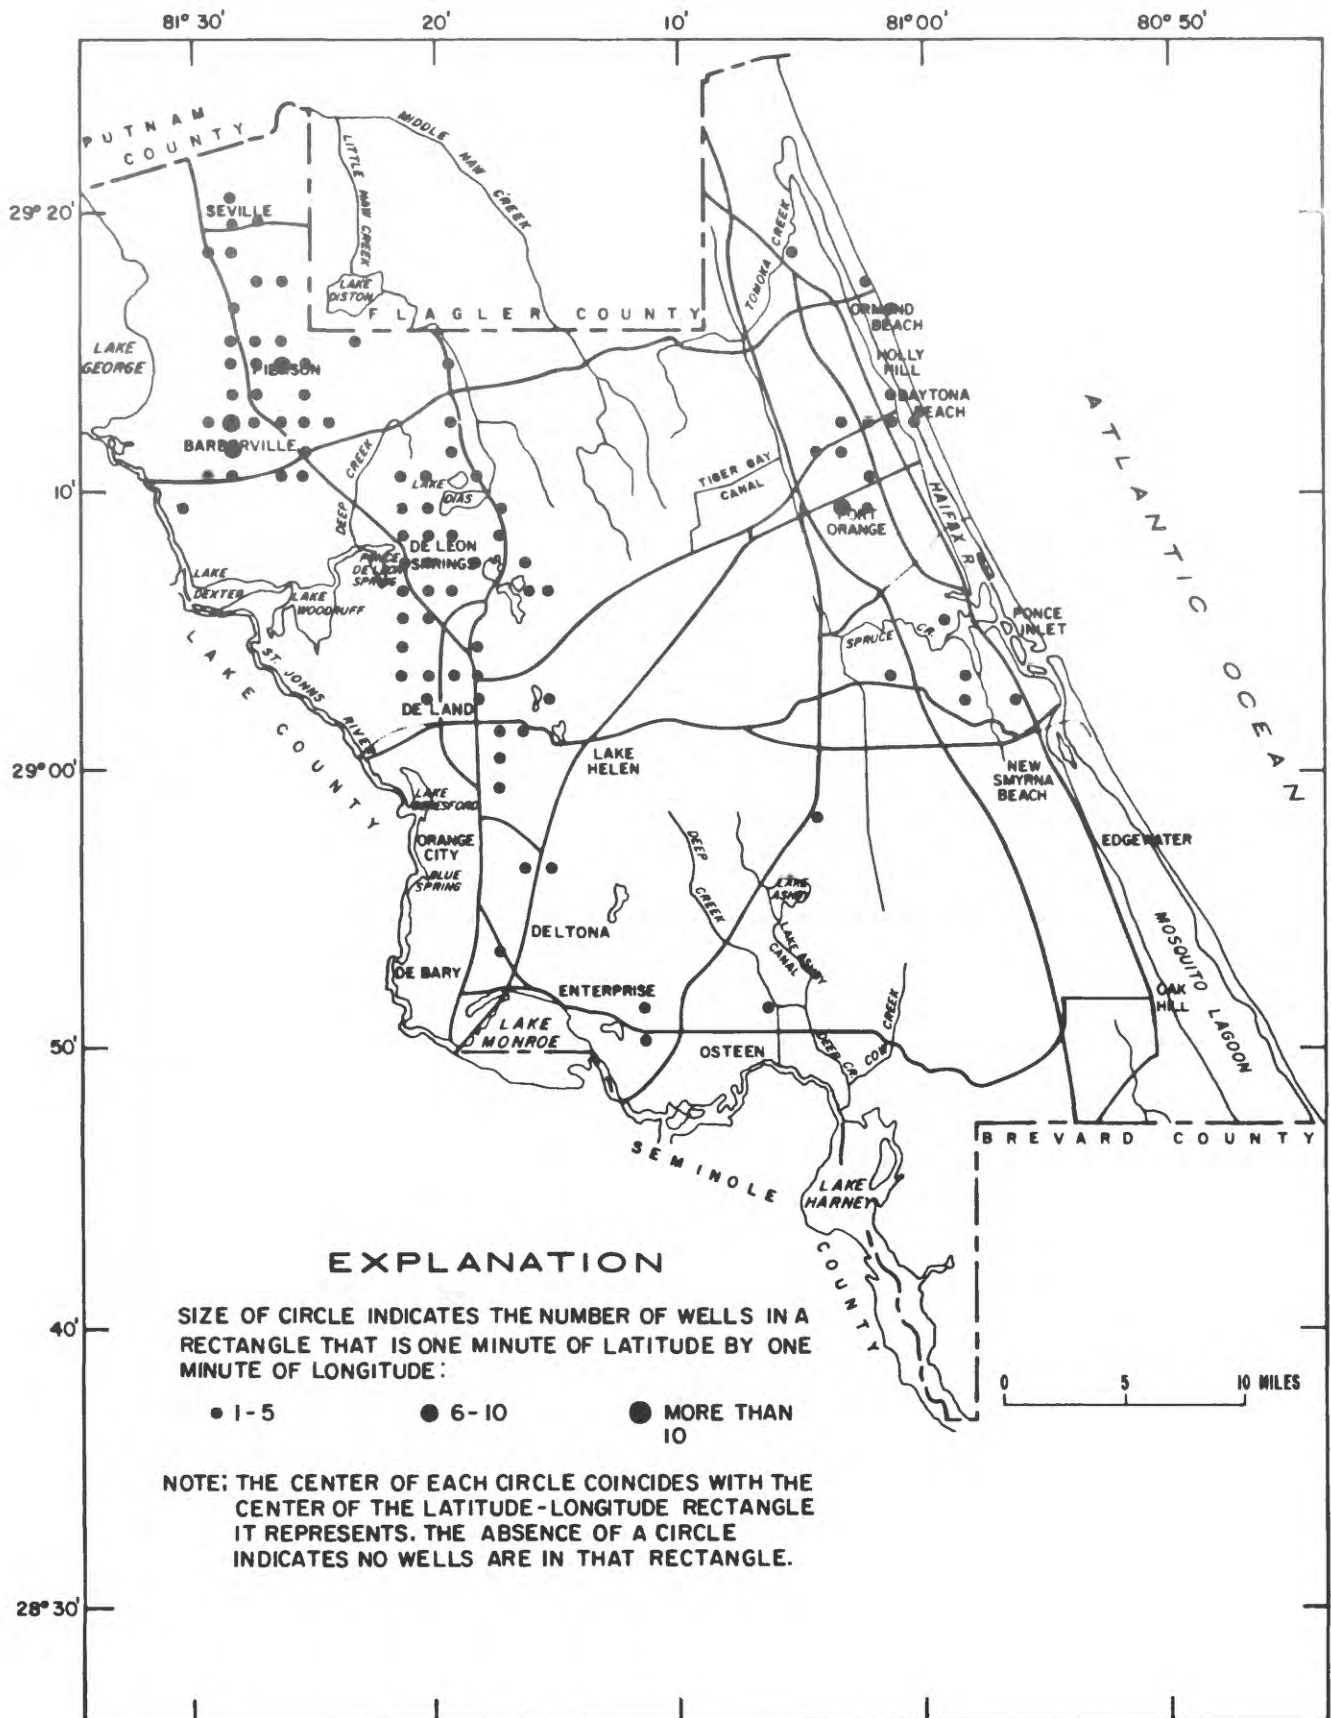 81° 30'
20'
10'
81° 00'
80° 50'
PUTNAM
COUNTY
LITTLE HAW CREEK
MIDDLE HAW CREEK
29° 20'
SEVILLE
TOMOKA CREEK
LAKE
DISTON
FLAGLER COUNTY
ORMOND
BEACH
LAKE
GEORGE
HOLLY
HILL
PIERSON
DAYTONA
BEACH
BARBERVILLE
ATLANTIC OCEAN
DEEP CREEK
LAKE
DIAS
TIGER BAY
CANAL
HALIFAX R.
10'
PORT
ORANGE
DE LEON
SPRINGS
PONCE
DE LEON
SPRING
LAKE
DEXTER
LAKE
WOODRUFF
PONCE
INLET
SPRUCE CR.
LAKE COUNTY
ST. JOHNS RIVER
DE LAND
LAKE
HELEN
29° 00'
NEW
SMYRNA
BEACH
LAKE
BERESFORD
ORANGE
CITY
BLUE
SPRING
EDGEWATER
DEEP CREEK
LAKE
ASHBY
LAKE ASHBY
CANAL
DELTONA
MOSQUITO LAGOON
DE BARY
ENTERPRISE
OAK
HILL
LAKE
MONROE
COW CREEK
DEEP CR.
50'
OSTEEN
BREVARD COUNTY
SEMINOLE COUNTY
LAKE
HARNEY
EXPLANATION
SIZE OF CIRCLE INDICATES THE NUMBER OF WELLS IN A
RECTANGLE THAT IS ONE MINUTE OF LATITUDE BY ONE
MINUTE OF LONGITUDE:
1-5
6-10
MORE THAN
10
40'
0 5 10 MILES
NOTE: THE CENTER OF EACH CIRCLE COINCIDES WITH THE
CENTER OF THE LATITUDE-LONGITUDE RECTANGLE
IT REPRESENTS. THE ABSENCE OF A CIRCLE
INDICATES NO WELLS ARE IN THAT RECTANGLE.
28° 30'